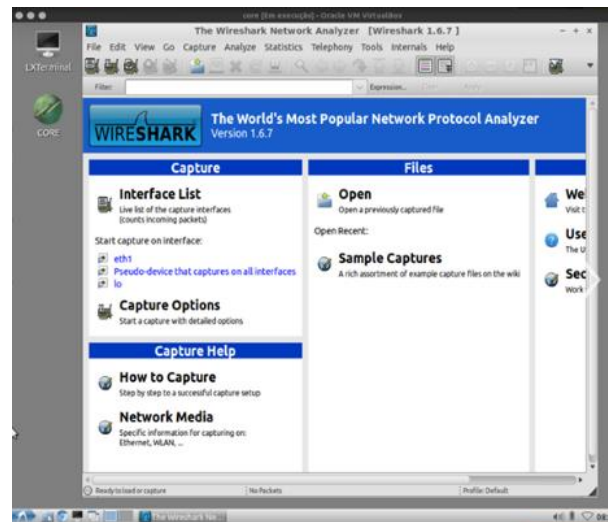 core [Em execução] - Oracle VM VirtualBox
The Wireshark Network Analyzer [Wireshark 1.6.7 ]
File Edit View Go Capture Analyze Statistics Telephony Tools Internals Help
Filter:
Expression...
Clear
Apply
LXTerminal
CORE
WIRESHARK
The World's Most Popular Network Protocol Analyzer
Version 1.6.7
Capture
Interface List
Live list of the capture interfaces
(counts incoming packets)
Start capture on interface:
eth1
Pseudo-device that captures on all interfaces
lo
Capture Options
Start a capture with detailed options
Capture Help
How to Capture
Step by step to a successful capture setup
Network Media
Specific information for capturing on:
Ethernet, WLAN, ...
Files
Open
Open a previously captured file
Open Recent:
Sample Captures
A rich assortment of example capture files on the wiki
We
Visit t
Use
The U
Sec
Work
Ready to load or capture
No Packets
Profile: Default
The Wireshark Ne...